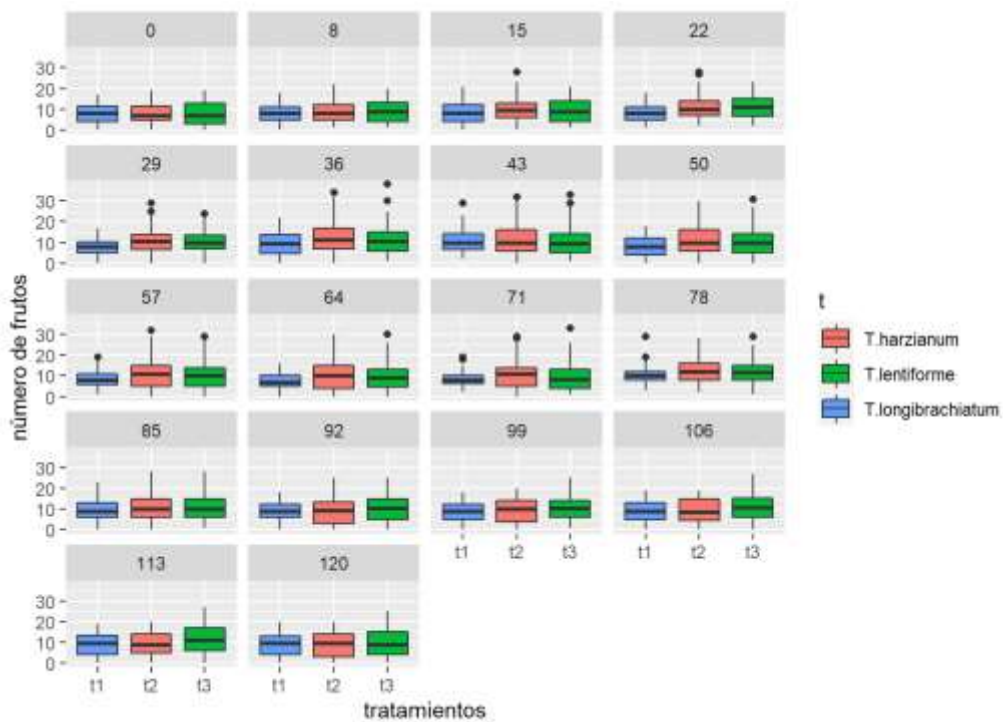 0 8 15 22
30
20
10
0
29 36 43 50
30
20
10
0
57 64 71 78
30
20
10
0
85 92 99 106
30
20
10
0
t1 t2 t3 t1 t2 t3
113 120
30
20
10
0
t1 t2 t3 t1 t2 t3
tratamientos
número de frutos
t
T.harzianum
T.lentiforme
T.longibrachiatum